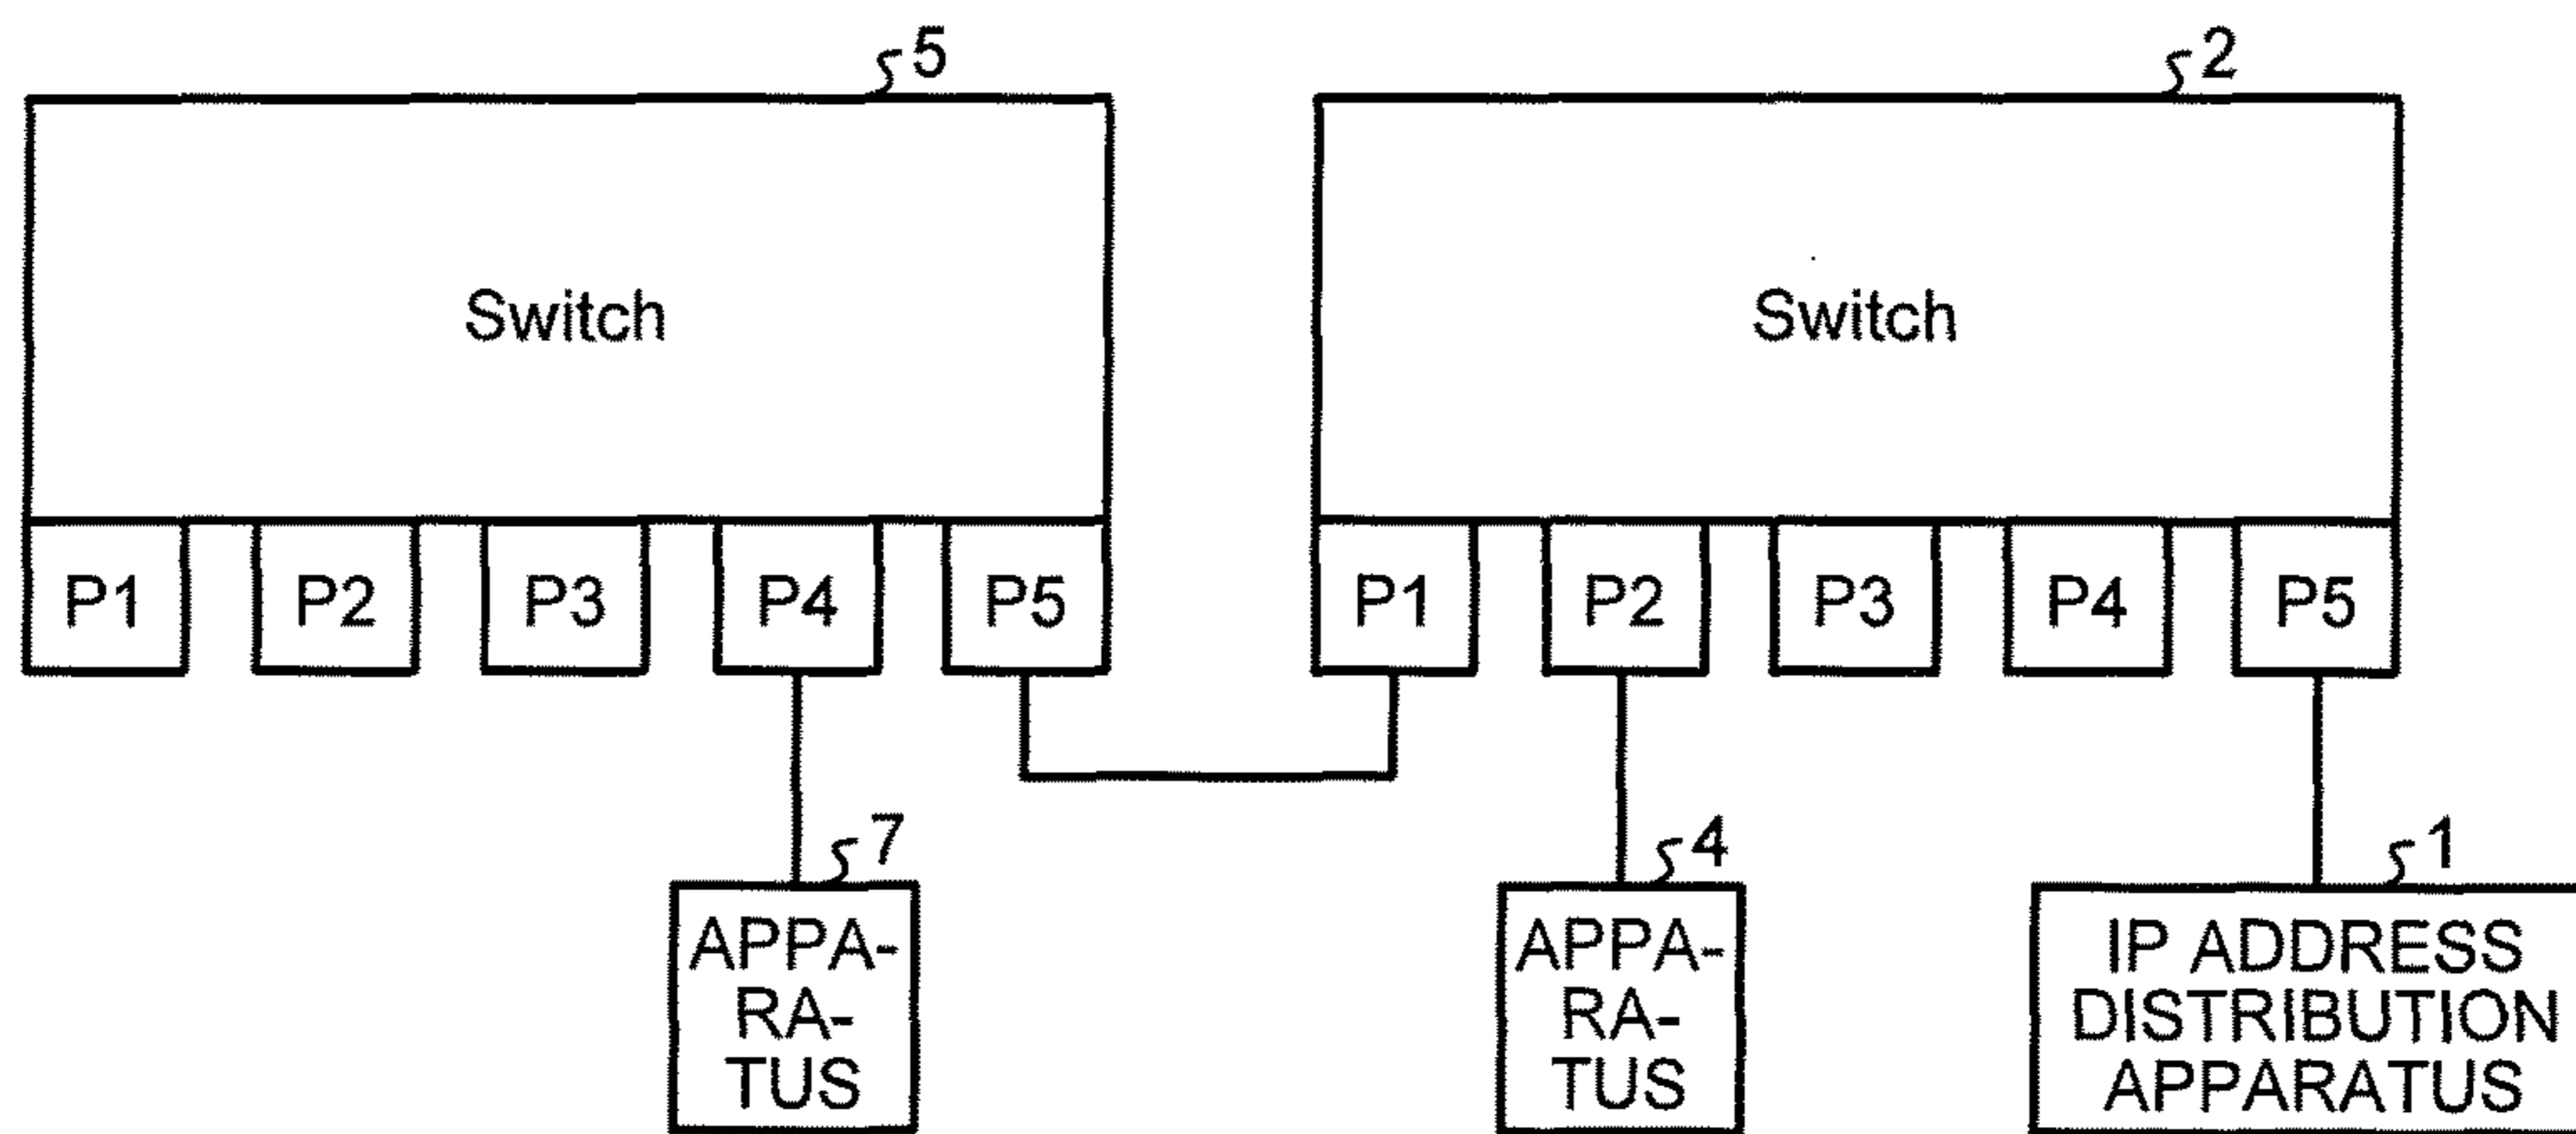 5
2
Switch
Switch
P1 P2 P3 P4 P5
P1 P2 P3 P4 P5
7
4
1
APPA-
RA-
TUS
APPA-
RA-
TUS
IP ADDRESS
DISTRIBUTION
APPARATUS